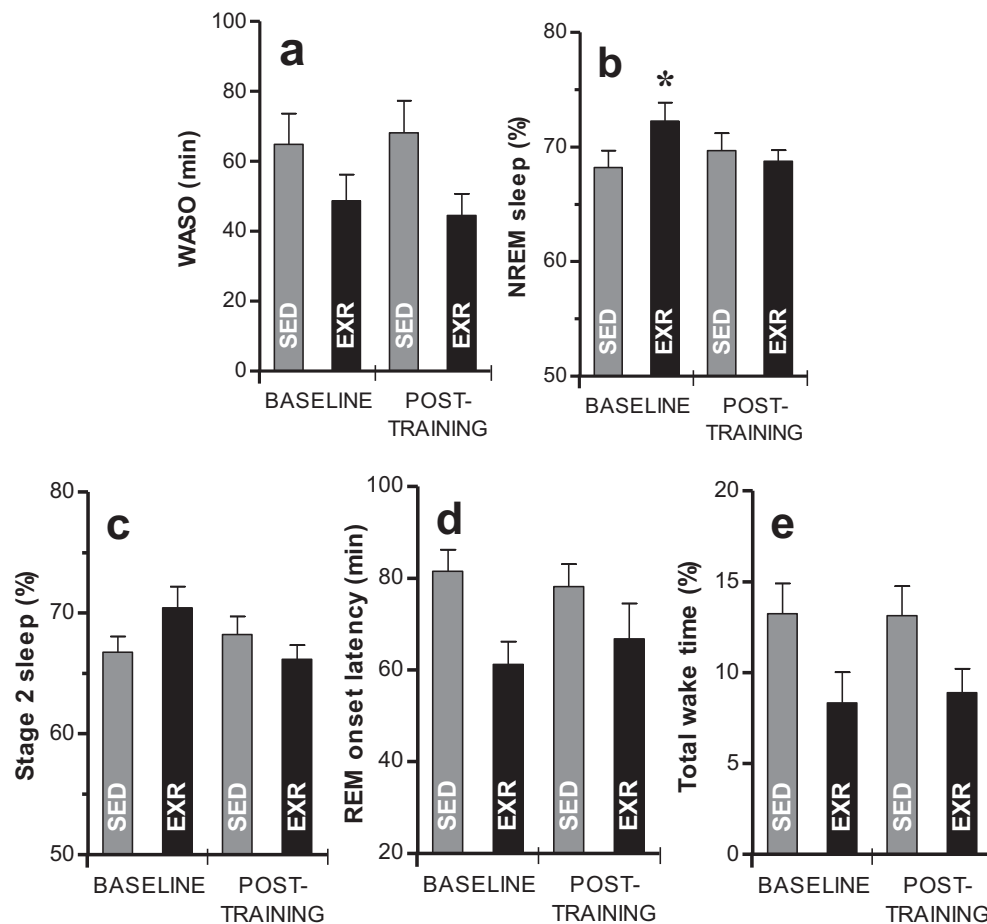 a
WASO (min)
100
80
60
40
20
0
SED
EXR
SED
EXR
BASELINE
POST-
TRAINING
b
*
NREM sleep (%)
80
70
60
50
SED
EXR
SED
EXR
BASELINE
POST-
TRAINING
c
Stage 2 sleep (%)
80
70
60
50
SED
EXR
SED
EXR
BASELINE
POST-
TRAINING
d
REM onset latency (min)
100
80
60
40
20
SED
EXR
SED
EXR
BASELINE
POST-
TRAINING
e
Total wake time (%)
20
15
10
5
0
SED
EXR
SED
EXR
BASELINE
POST-
TRAINING